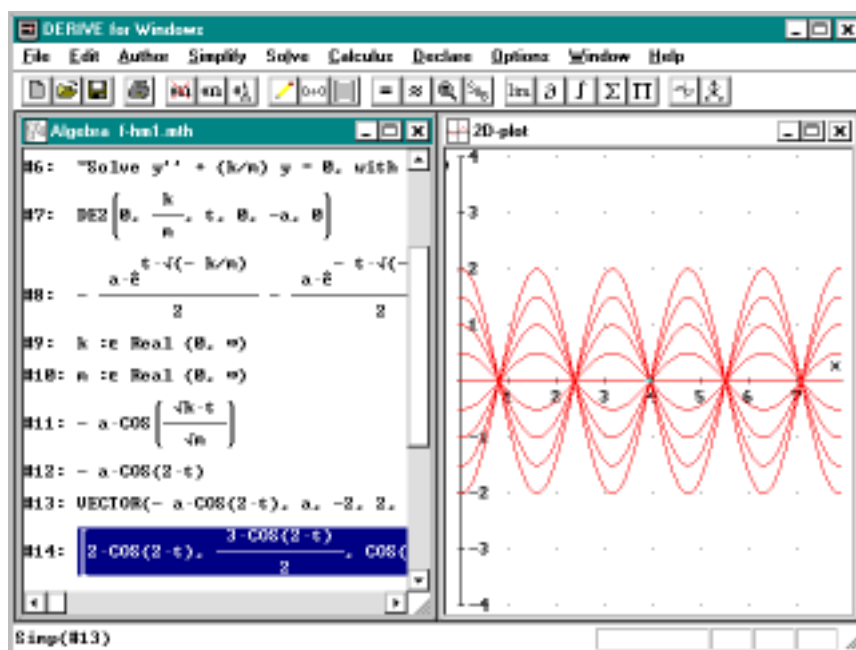 DERIVE for Windows
File Edit Author Simplify Solve Calculus Declare Options Window Help
= ≈ lim ∂ ∫ Σ Π
Algebra f-hm1.mth
2D-plot
#6: "Solve y'' + (k/m) y = 0, with
#7: DE2(0, k/m, t, 0, -a, 0)
#8: - a·ê^(t·√(- k/m))/2 - a·ê^(- t·√(-/2
#9: k :ε Real (0, ∞)
#10: m :ε Real (0, ∞)
#11: - a·COS(√k·t/√m)
#12: - a·COS(2·t)
#13: VECTOR(- a·COS(2·t), a, -2, 2,
#14: [2·COS(2·t), 3·COS(2·t)/2, COS(
4
3
2
1
x
1 2 3 4 5 6 7
-1
-2
-3
-4
Simp(#13)